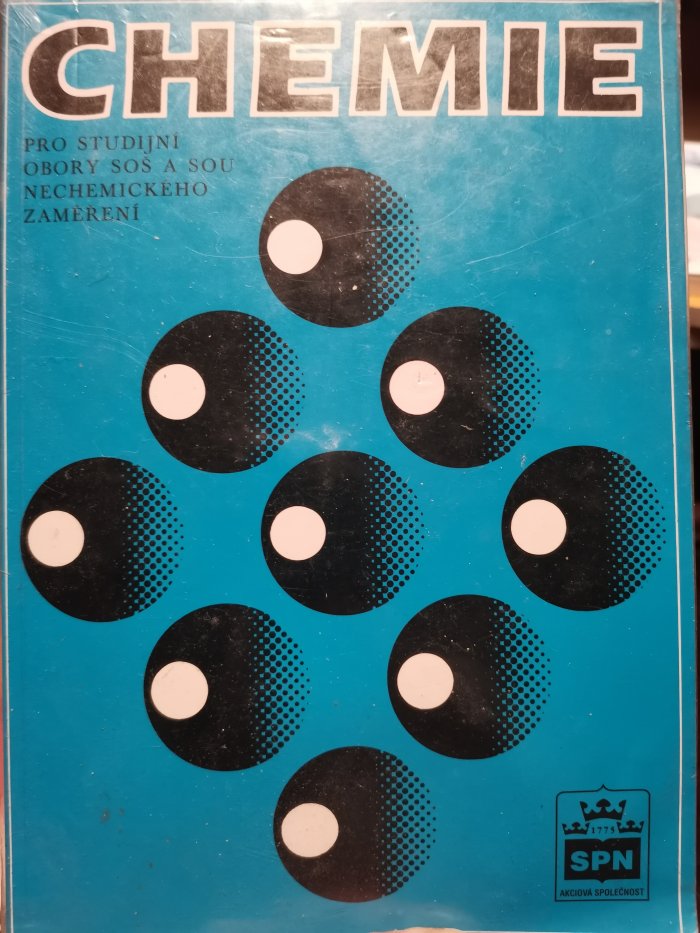 CHEMIE
PRO STUDIJNÍ
OBORY SOŠ A SOU
NECHEMICKÉHO
ZAMĚŘENÍ
1775
SPN
AKCIOVÁ SPOLEČNOST